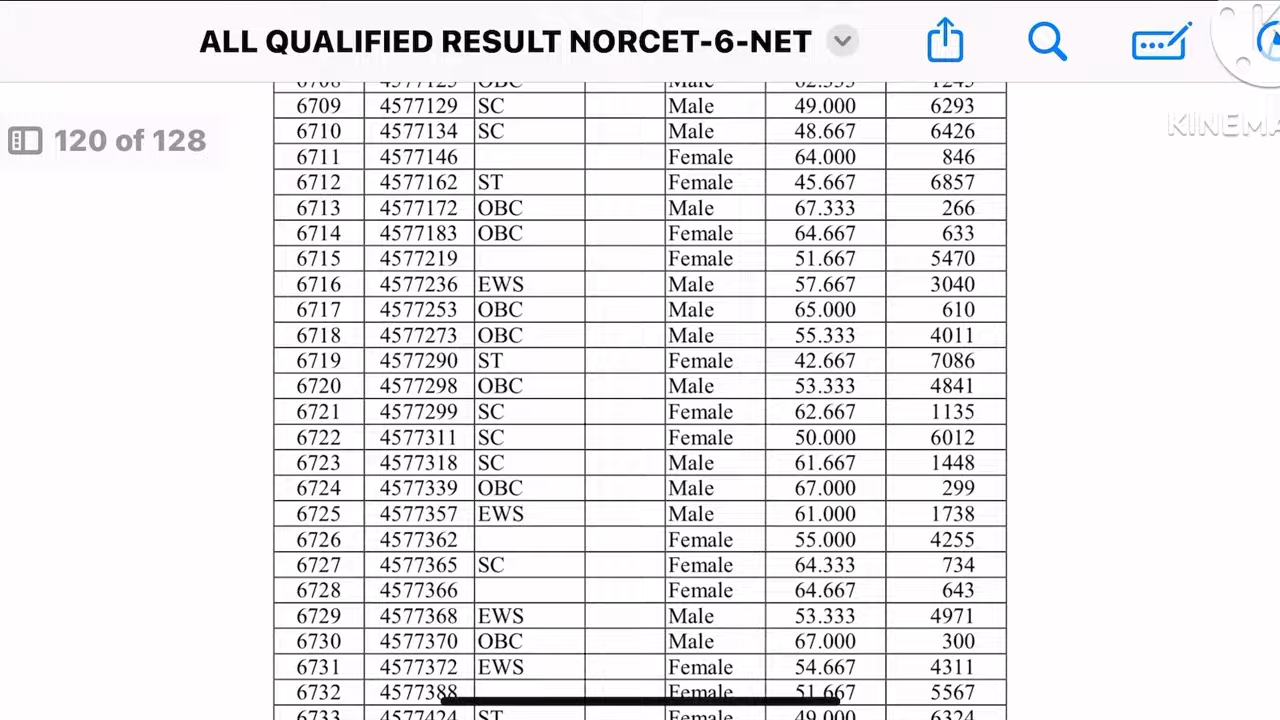 ALL QUALIFIED RESULT NORCET-6-NET
KINEMA
120 of 128
6709 4577129 SC Male 49.000 6293
6710 4577134 SC Male 48.667 6426
6711 4577146 Female 64.000 846
6712 4577162 ST Female 45.667 6857
6713 4577172 OBC Male 67.333 266
6714 4577183 OBC Female 64.667 633
6715 4577219 Female 51.667 5470
6716 4577236 EWS Male 57.667 3040
6717 4577253 OBC Male 65.000 610
6718 4577273 OBC Male 55.333 4011
6719 4577290 ST Female 42.667 7086
6720 4577298 OBC Male 53.333 4841
6721 4577299 SC Female 62.667 1135
6722 4577311 SC Female 50.000 6012
6723 4577318 SC Male 61.667 1448
6724 4577339 OBC Male 67.000 299
6725 4577357 EWS Male 61.000 1738
6726 4577362 Female 55.000 4255
6727 4577365 SC Female 64.333 734
6728 4577366 Female 64.667 643
6729 4577368 EWS Male 53.333 4971
6730 4577370 OBC Male 67.000 300
6731 4577372 EWS Female 54.667 4311
6732 4577388 Female 51.667 5567
6733 4577424 ST Female 49.000 6324